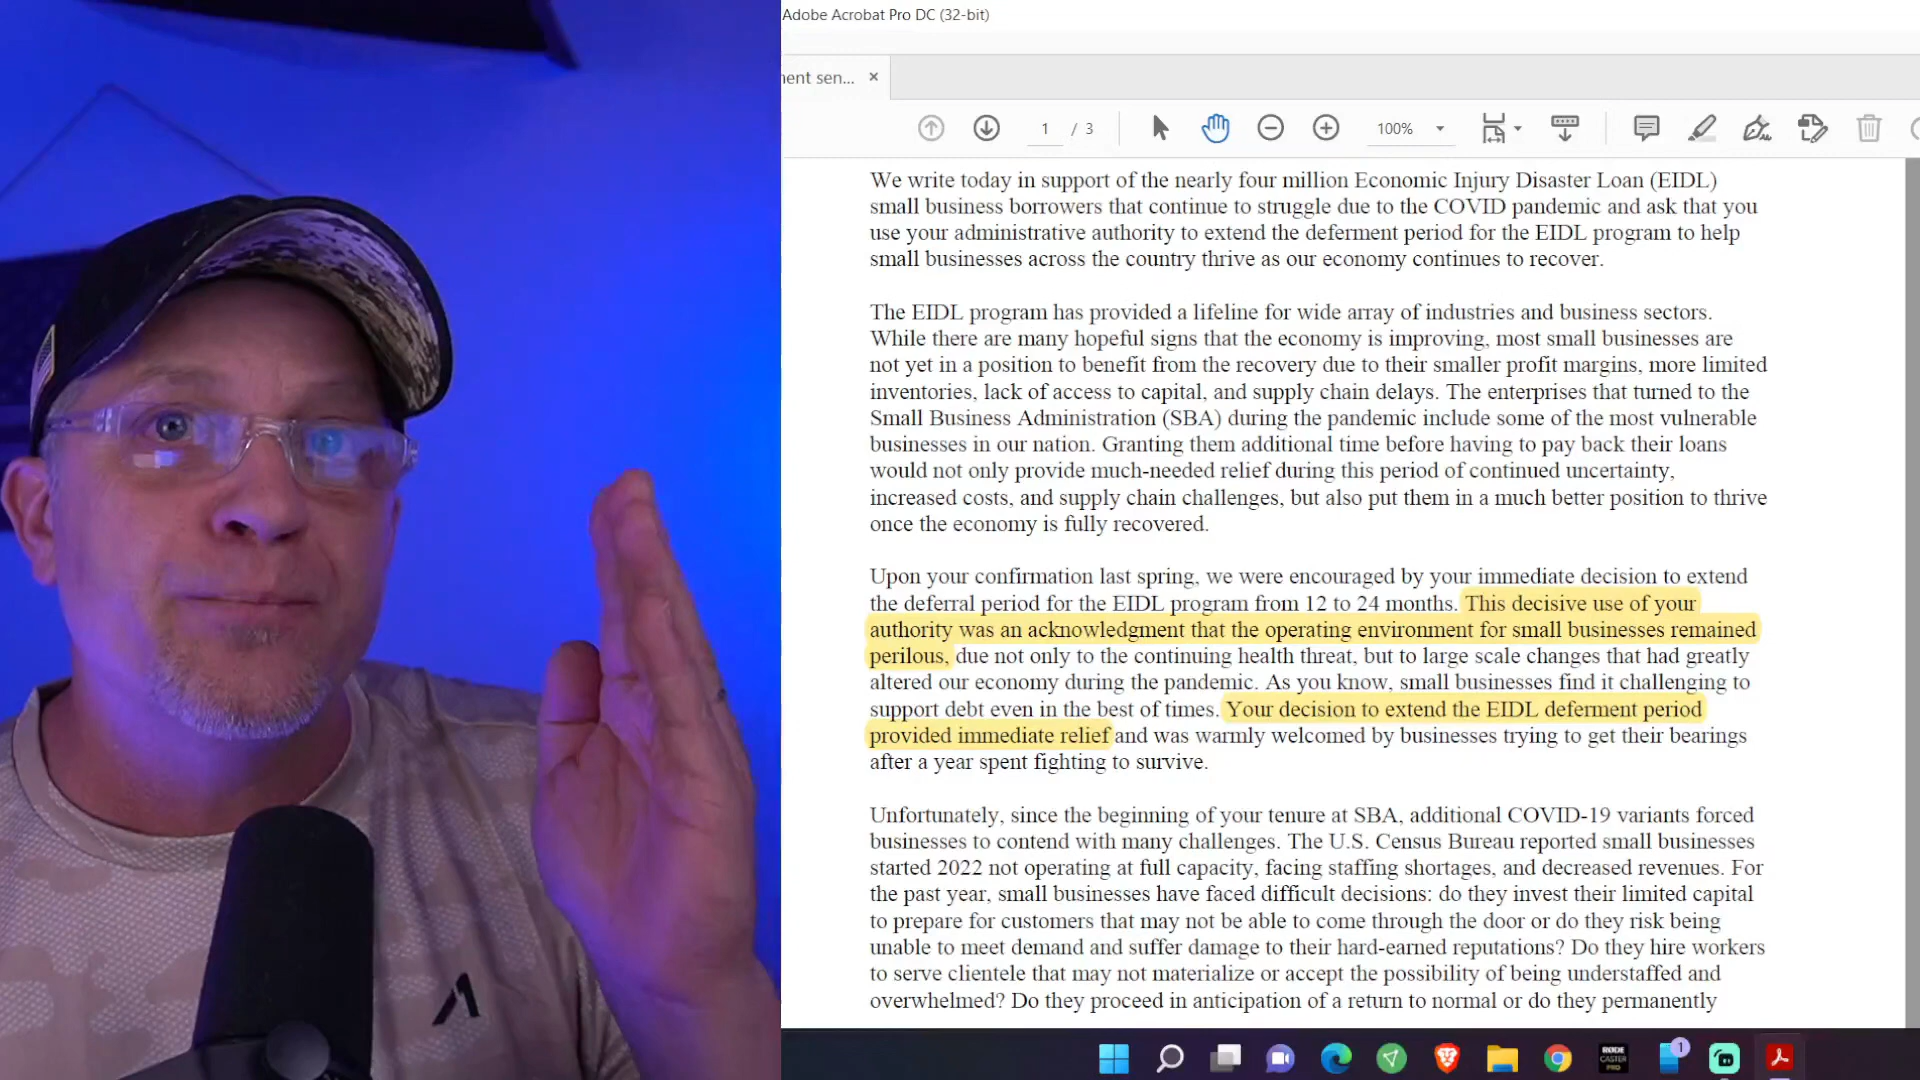 Adobe Acrobat Pro DC (32-bit)
nent sen...
1 / 3
100%
We write today in support of the nearly four million Economic Injury Disaster Loan (EIDL)
small business borrowers that continue to struggle due to the COVID pandemic and ask that you
use your administrative authority to extend the deferment period for the EIDL program to help
small businesses across the country thrive as our economy continues to recover.
The EIDL program has provided a lifeline for wide array of industries and business sectors.
While there are many hopeful signs that the economy is improving, most small businesses are
not yet in a position to benefit from the recovery due to their smaller profit margins, more limited
inventories, lack of access to capital, and supply chain delays. The enterprises that turned to the
Small Business Administration (SBA) during the pandemic include some of the most vulnerable
businesses in our nation. Granting them additional time before having to pay back their loans
would not only provide much-needed relief during this period of continued uncertainty,
increased costs, and supply chain challenges, but also put them in a much better position to thrive
once the economy is fully recovered.
Upon your confirmation last spring, we were encouraged by your immediate decision to extend
the deferral period for the EIDL program from 12 to 24 months. This decisive use of your
authority was an acknowledgment that the operating environment for small businesses remained
perilous, due not only to the continuing health threat, but to large scale changes that had greatly
altered our economy during the pandemic. As you know, small businesses find it challenging to
support debt even in the best of times. Your decision to extend the EIDL deferment period
provided immediate relief and was warmly welcomed by businesses trying to get their bearings
after a year spent fighting to survive.
Unfortunately, since the beginning of your tenure at SBA, additional COVID-19 variants forced
businesses to contend with many challenges. The U.S. Census Bureau reported small businesses
started 2022 not operating at full capacity, facing staffing shortages, and decreased revenues. For
the past year, small businesses have faced difficult decisions: do they invest their limited capital
to prepare for customers that may not be able to come through the door or do they risk being
unable to meet demand and suffer damage to their hard-earned reputations? Do they hire workers
to serve clientele that may not materialize or accept the possibility of being understaffed and
overwhelmed? Do they proceed in anticipation of a return to normal or do they permanently
RØDE
CASTER
PRO
1